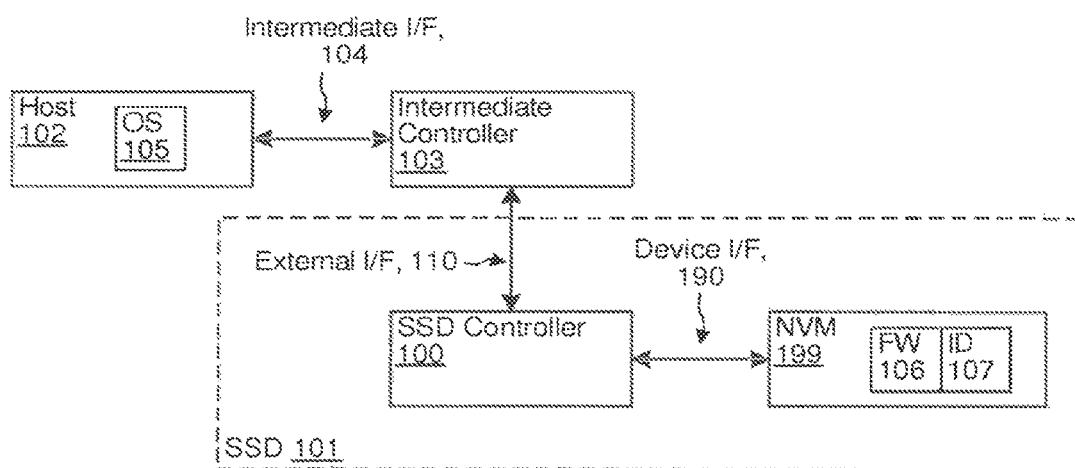 Intermediate I/F,
104
Host
102
OS
105
Intermediate
Controller
103
External I/F, 110
Device I/F,
190
SSD Controller
100
NVM
199
FW
106
ID
107
SSD 101